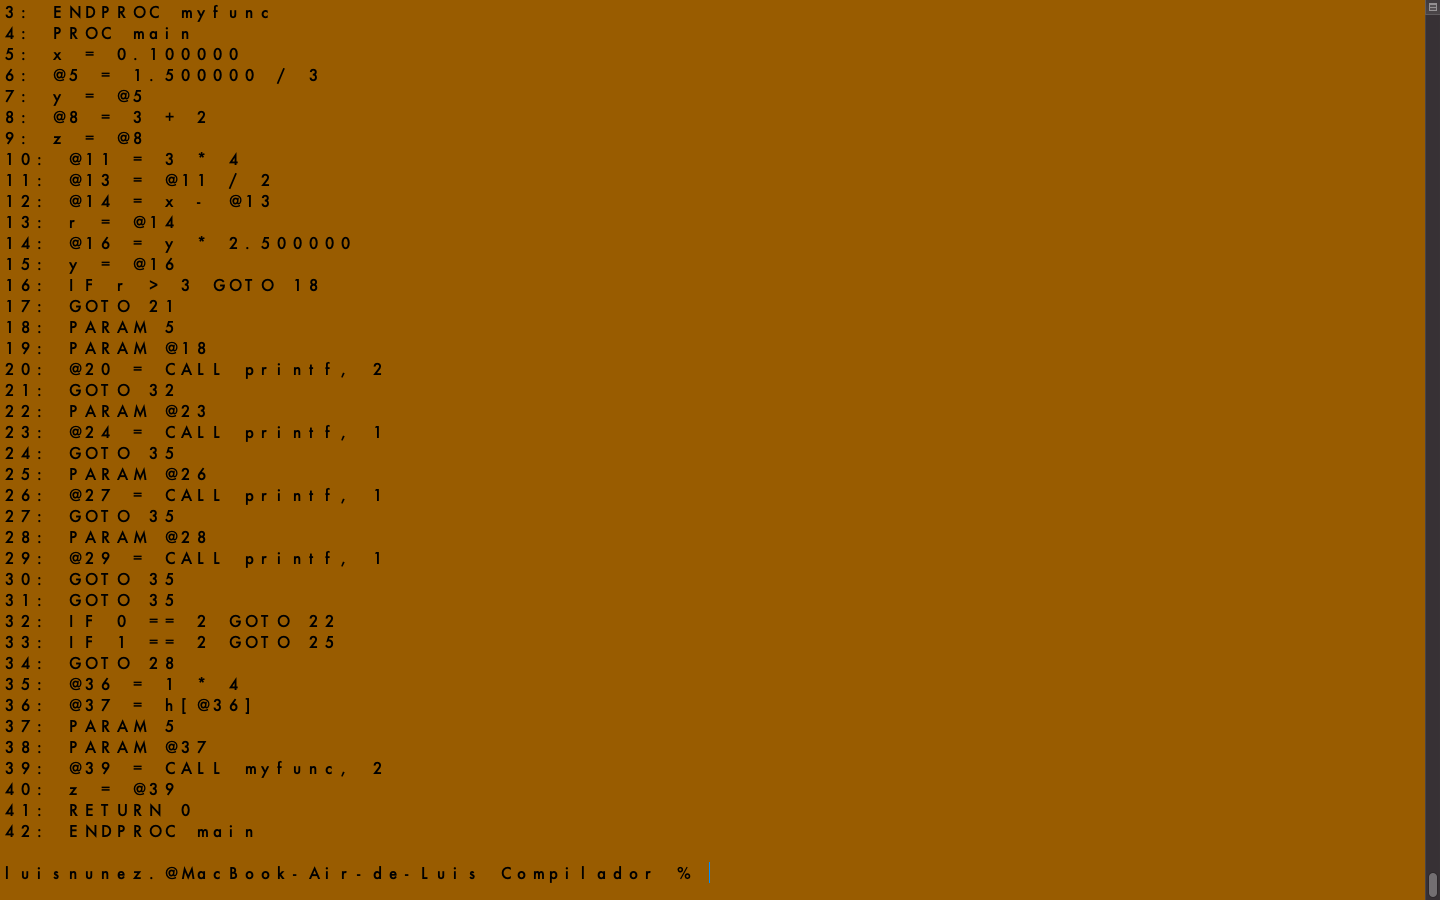 3: ENDPROC myfunc
4: PROC main
5: x = 0.100000
6: @5 = 1.500000 / 3
7: y = @5
8: @8 = 3 + 2
9: z = @8
10: @11 = 3 * 4
11: @13 = @11 / 2
12: @14 = x - @13
13: r = @14
14: @16 = y * 2.500000
15: y = @16
16: IF r > 3 GOTO 18
17: GOTO 21
18: PARAM 5
19: PARAM @18
20: @20 = CALL printf, 2
21: GOTO 32
22: PARAM @23
23: @24 = CALL printf, 1
24: GOTO 35
25: PARAM @26
26: @27 = CALL printf, 1
27: GOTO 35
28: PARAM @28
29: @29 = CALL printf, 1
30: GOTO 35
31: GOTO 35
32: IF 0 == 2 GOTO 22
33: IF 1 == 2 GOTO 25
34: GOTO 28
35: @36 = 1 * 4
36: @37 = h[@36]
37: PARAM 5
38: PARAM @37
39: @39 = CALL myfunc, 2
40: z = @39
41: RETURN 0
42: ENDPROC main
luisnunez.@MacBook-Air-de-Luis Compilador %